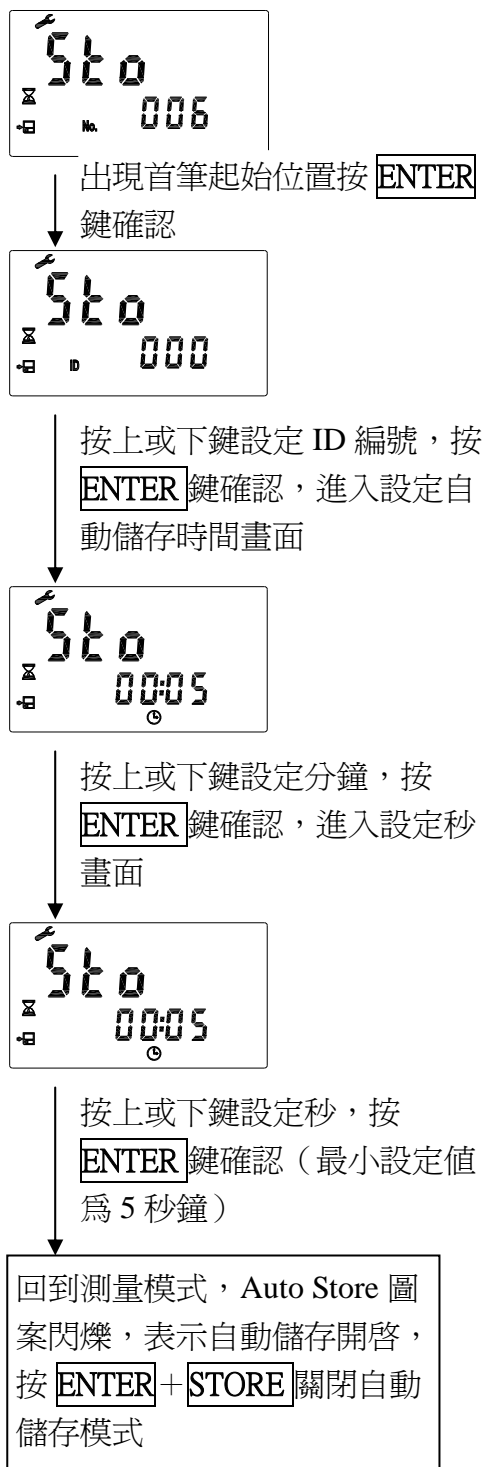 Sto
No. 006
出現首筆起始位置按 ENTER
鍵確認
Sto
ID 000
按上或下鍵設定 ID 編號，按
ENTER 鍵確認，進入設定自
動儲存時間畫面
Sto
00:05
按上或下鍵設定分鐘，按
ENTER 鍵確認，進入設定秒
畫面
Sto
00:05
按上或下鍵設定秒，按
ENTER 鍵確認（最小設定值
爲 5 秒鐘）
回到測量模式，Auto Store 圖
案閃爍，表示自動儲存開啓，
按 ENTER＋STORE 關閉自動
儲存模式